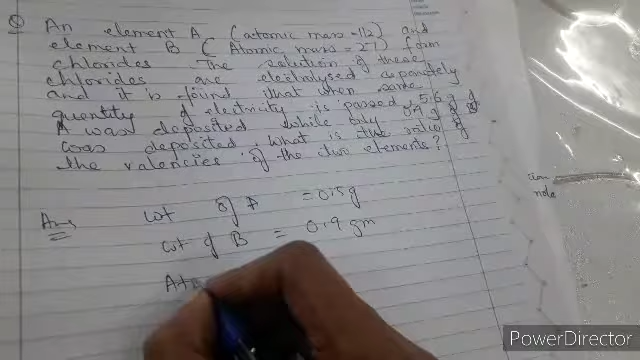 Q An element A (atomic mass = 112) and
element B (Atomic mass = 27) form
chlorides The solution of these
chlorides are electrolysed separately
and it is found that when same
quantity of electricity is passed, 5.6 g of
A was deposited while only 0.9 g of
was deposited. What is the value of
the valencies of the two elements?
Ans wt of A = 0.5g
wt of B = 0.9 gm
At
PowerDirector